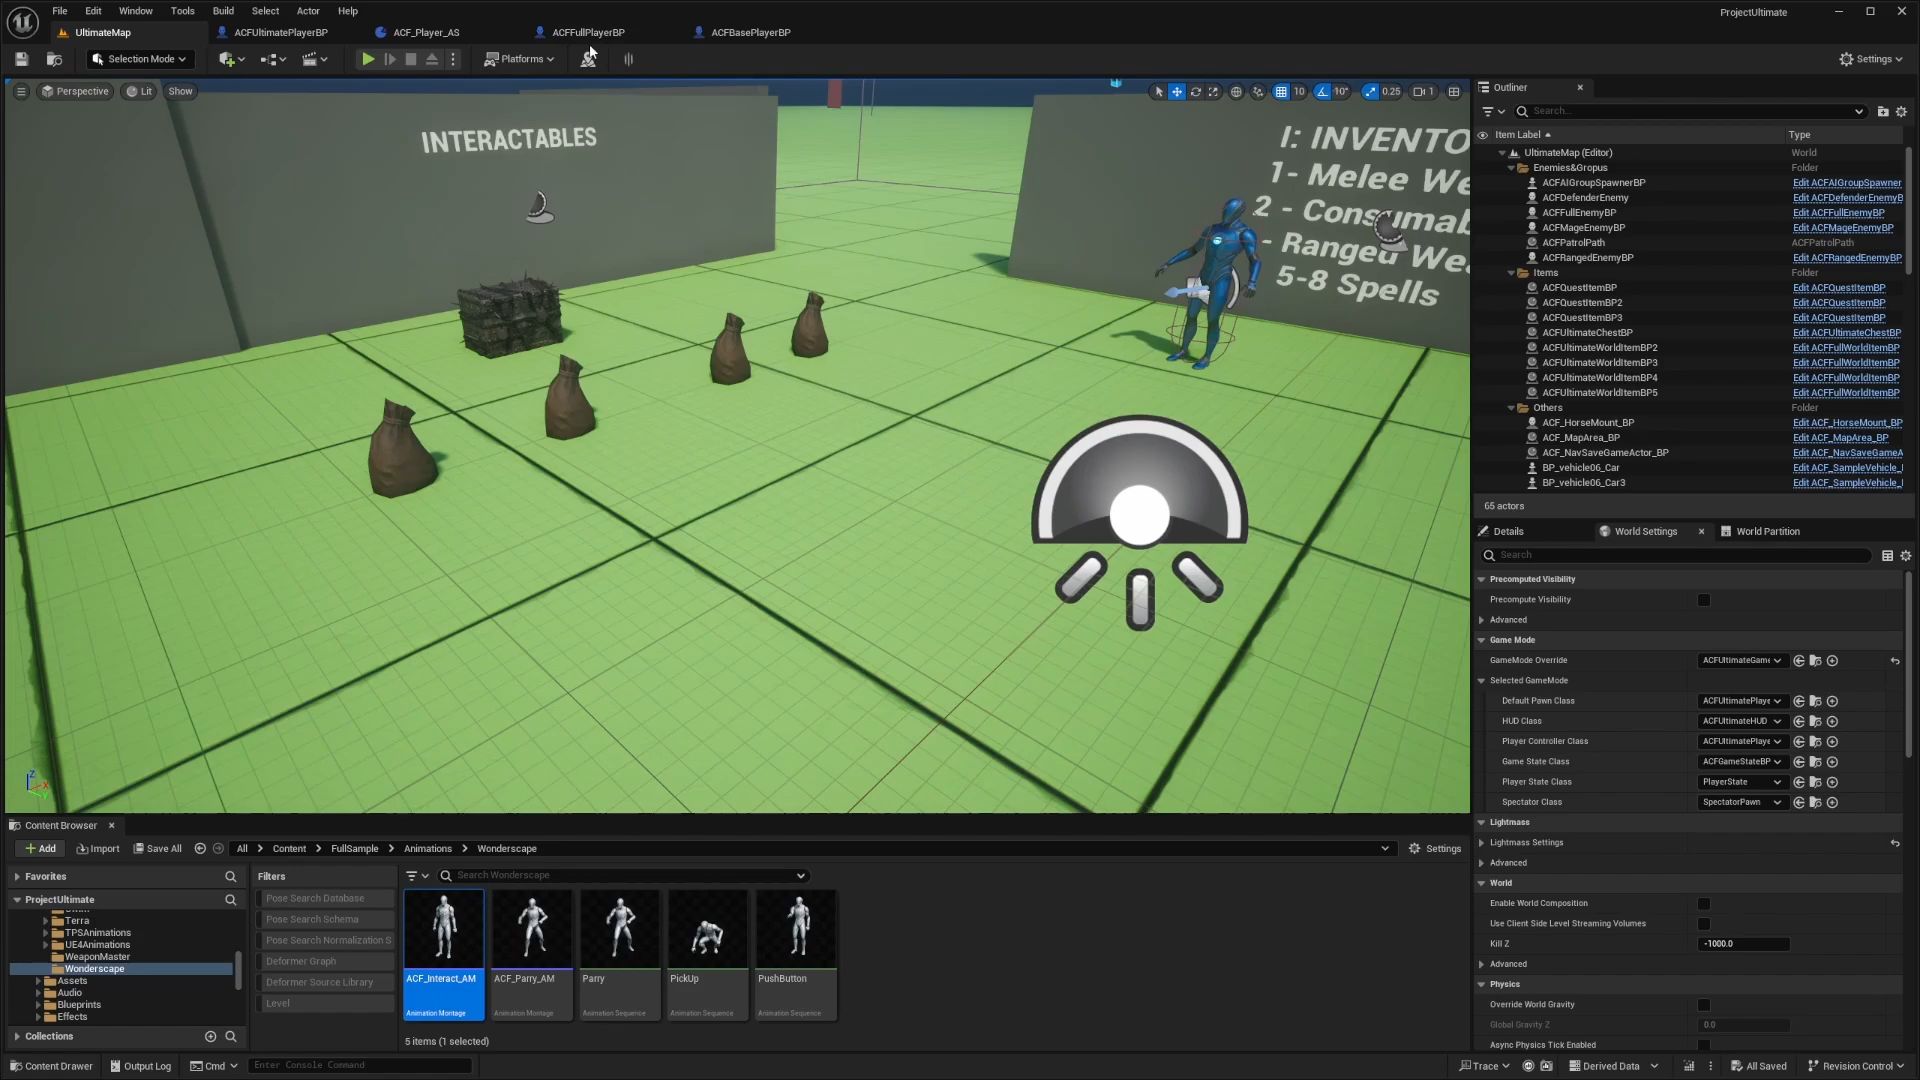 File Edit Window Tools Build Select Actor Help
ProjectUltimate
UltimateMap
ACFUltimatePlayerBP
ACF_Player_AS
ACFFullPlayerBP
ACFBasePlayerBP
Selection Mode
Platforms
Settings
Perspective
Lit
Show
10
10°
0.25
1
INTERACTABLES
I: INVENTO
1- Melee We
2 - Consumab
- Ranged We
5-8 Spells
Outliner
Search...
Item Label
Type
UltimateMap (Editor) World
Enemies&Gropus Folder
ACFAIGroupSpawnerBP Edit ACFAIGroupSpawner
ACFDefenderEnemy Edit ACFDefenderEnemyB
ACFFullEnemyBP Edit ACFFullEnemyBP
ACFMageEnemyBP Edit ACFMageEnemyBP
ACFPatrolPath ACFPatrolPath
ACFRangedEnemyBP Edit ACFRangedEnemyBP
Items Folder
ACFQuestItemBP Edit ACFQuestItemBP
ACFQuestItemBP2 Edit ACFQuestItemBP
ACFQuestItemBP3 Edit ACFQuestItemBP
ACFUltimateChestBP Edit ACFUltimateChestBP
ACFUltimateWorldItemBP2 Edit ACFFullWorldItemBP
ACFUltimateWorldItemBP3 Edit ACFFullWorldItemBP
ACFUltimateWorldItemBP4 Edit ACFFullWorldItemBP
ACFUltimateWorldItemBP5 Edit ACFFullWorldItemBP
Others Folder
ACF_HorseMount_BP Edit ACF_HorseMount_BP
ACF_MapArea_BP Edit ACF_MapArea_BP
ACF_NavSaveGameActor_BP Edit ACF_NavSaveGameA
BP_vehicle06_Car Edit ACF_SampleVehicle_
BP_vehicle06_Car3 Edit ACF_SampleVehicle_
65 actors
Details
World Settings
World Partition
Search
Precomputed Visibility
Precompute Visibility
Advanced
Game Mode
GameMode Override ACFUltimateGame
Selected GameMode
Default Pawn Class ACFUltimatePlaye
HUD Class ACFUltimateHUD
Player Controller Class ACFUltimatePlaye
Game State Class ACFGameStateBP
Player State Class PlayerState
Spectator Class SpectatorPawn
Lightmass
Lightmass Settings
Advanced
World
Enable World Composition
Use Client Side Level Streaming Volumes
Kill Z -1000.0
Advanced
Physics
Override World Gravity
Global Gravity Z 0.0
Async Physics Tick Enabled
Content Browser
Add
Import
Save All
All > Content > FullSample > Animations > Wonderscape
Settings
Favorites
ProjectUltimate
Terra
TPSAnimations
UE4Animations
WeaponMaster
Wonderscape
Assets
Audio
Blueprints
Effects
Collections
Filters
Pose Search Database
Pose Search Schema
Pose Search Normalization S
Deformer Graph
Deformer Source Library
Level
Search Wonderscape
ACF_Interact_AM
Animation Montage
ACF_Parry_AM
Animation Montage
Parry
Animation Sequence
PickUp
Animation Sequence
PushButton
Animation Sequence
5 items (1 selected)
Content Drawer
Output Log
Cmd
Enter Console Command
Trace
Derived Data
All Saved
Revision Control